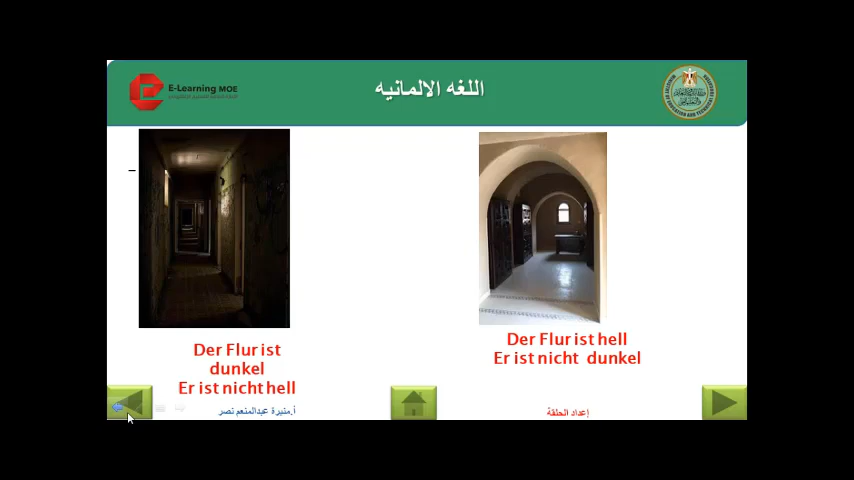 E-Learning MOE
اللغه الالمانيه
–
Der Flur ist
dunkel
Er ist nicht hell
Der Flur ist hell
Er ist nicht dunkel
أ.منيرة عبدالمنعم نصر
إعداد الحلقة